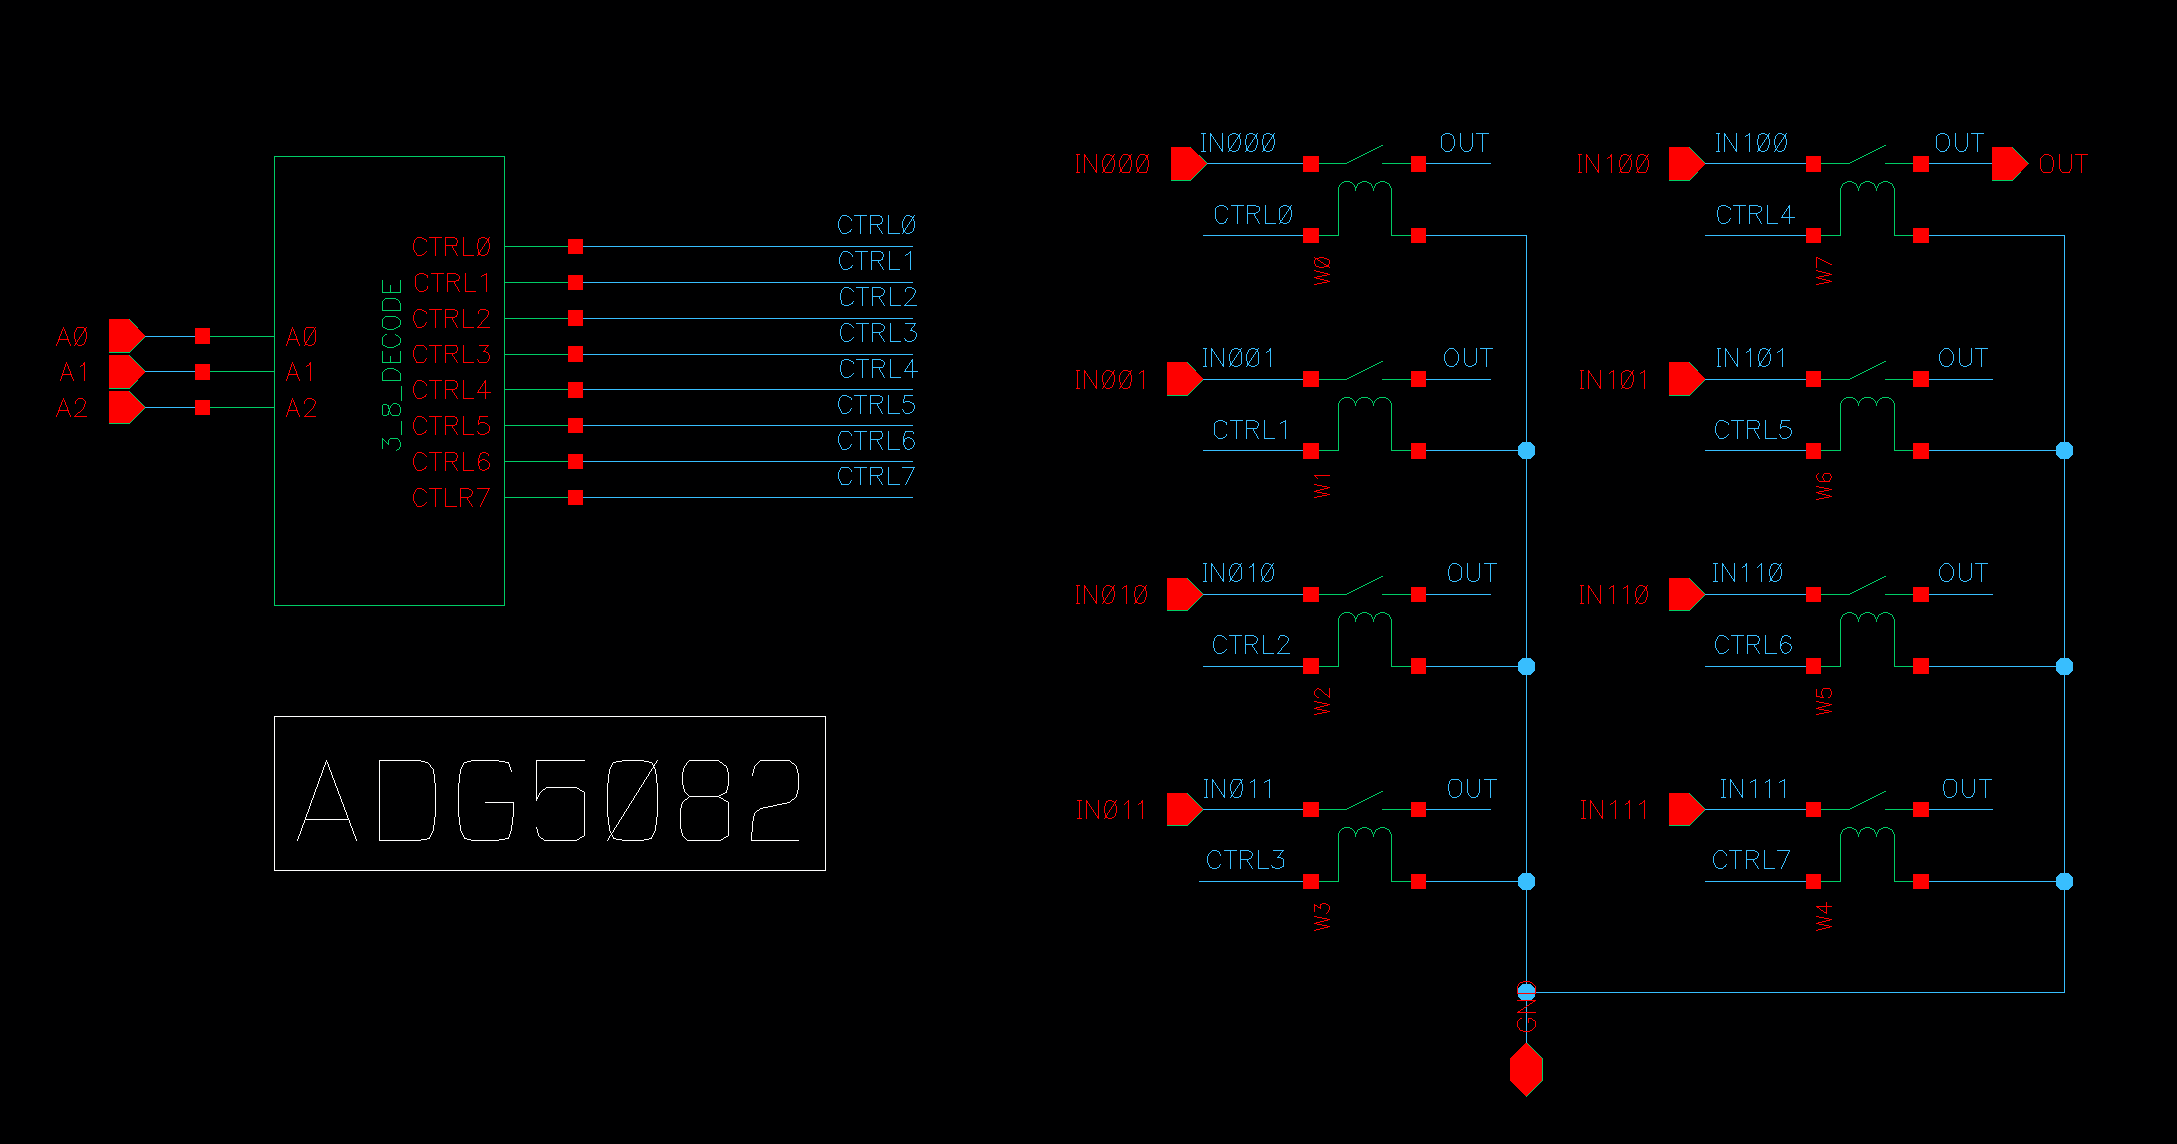 CTRL0
CTRL0
CTRL1
CTRL1
CTRL2
CTRL2
CTRL3
A0 A0 CTRL3
CTRL4
A1 A1 CTRL4
CTRL5
A2 A2 CTRL5
CTRL6
CTRL6
CTRL7
CTLR7
3_8_DECODE
ADG5082
IN000 OUT
IN000
CTRL0
W0
IN001 OUT
IN001
CTRL1
W1
IN010 OUT
IN010
CTRL2
W2
IN011 OUT
IN011
CTRL3
W3
IN100 OUT
IN100 OUT
CTRL4
W7
IN101 OUT
IN101
CTRL5
W6
IN110 OUT
IN110
CTRL6
W5
IN111 OUT
IN111
CTRL7
W4
GND